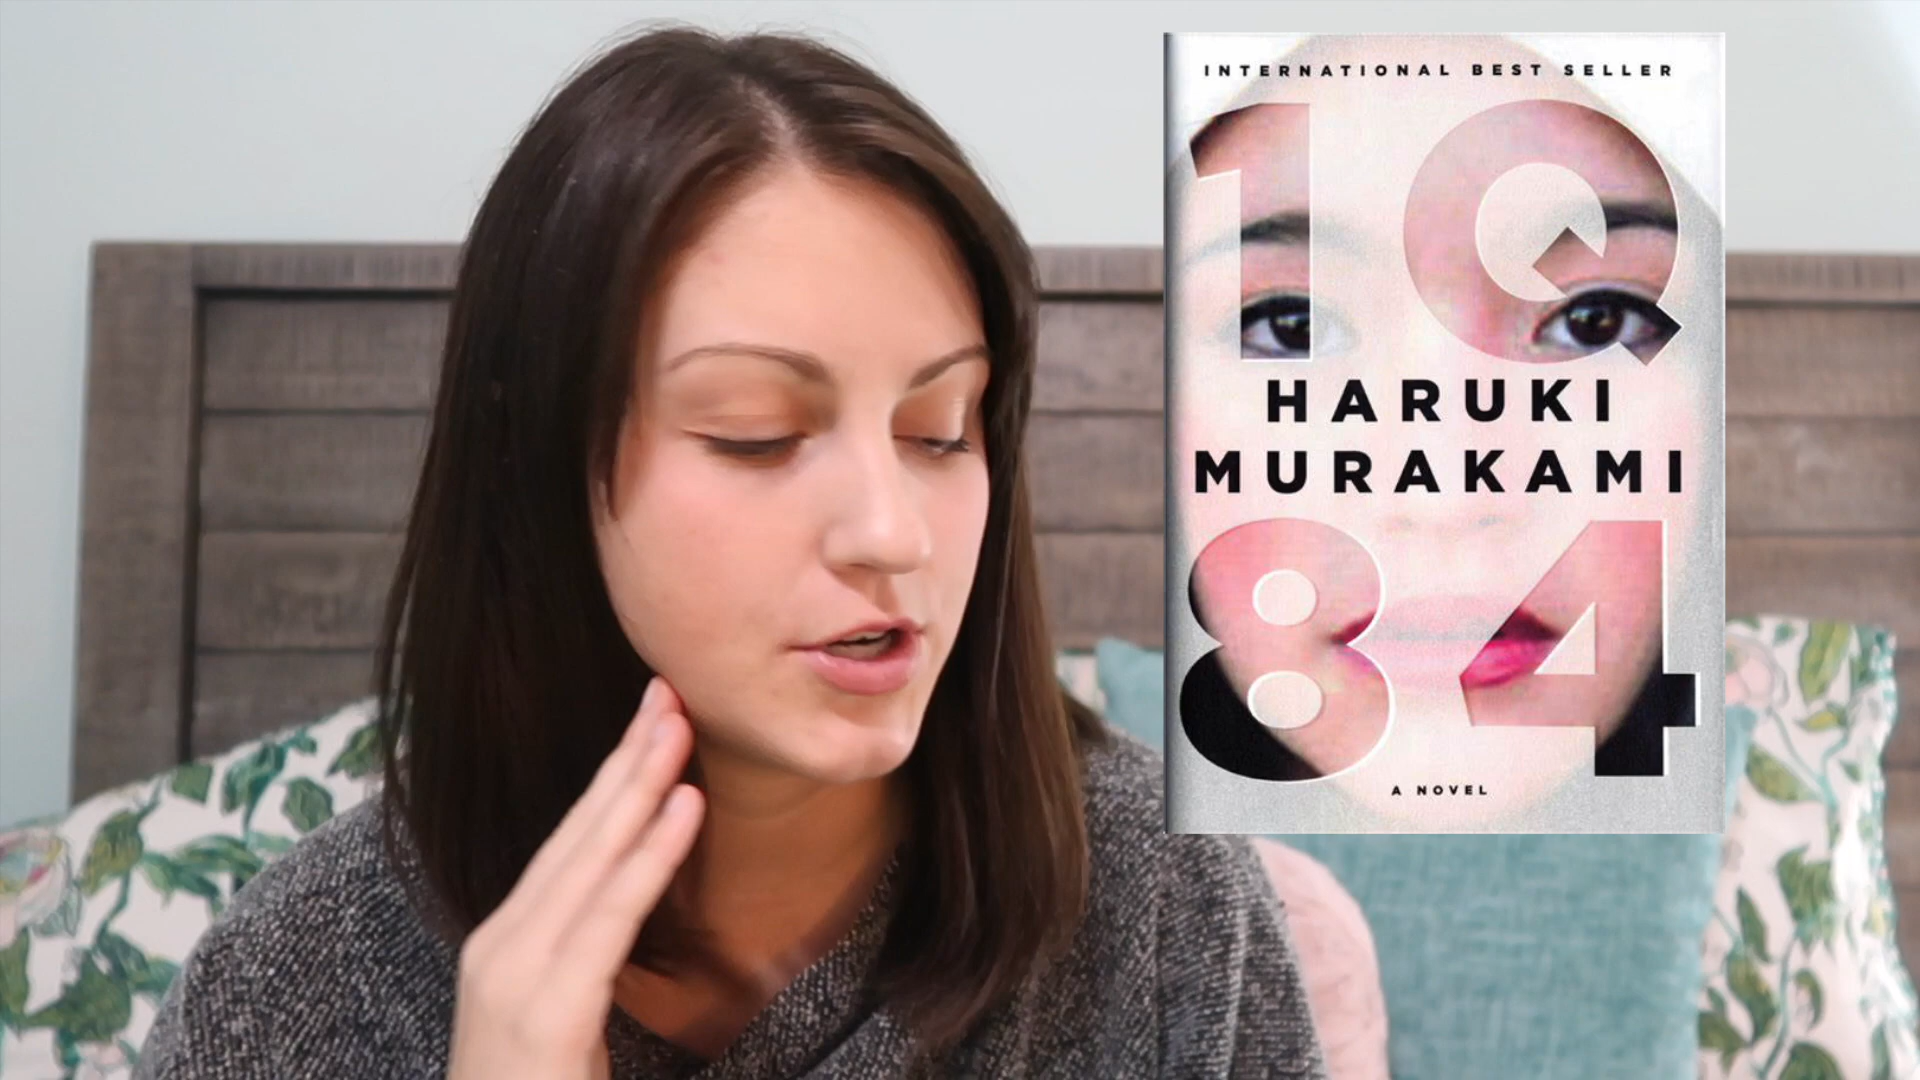 INTERNATIONAL BEST SELLER
1Q
HARUKI
MURAKAMI
84
A NOVEL